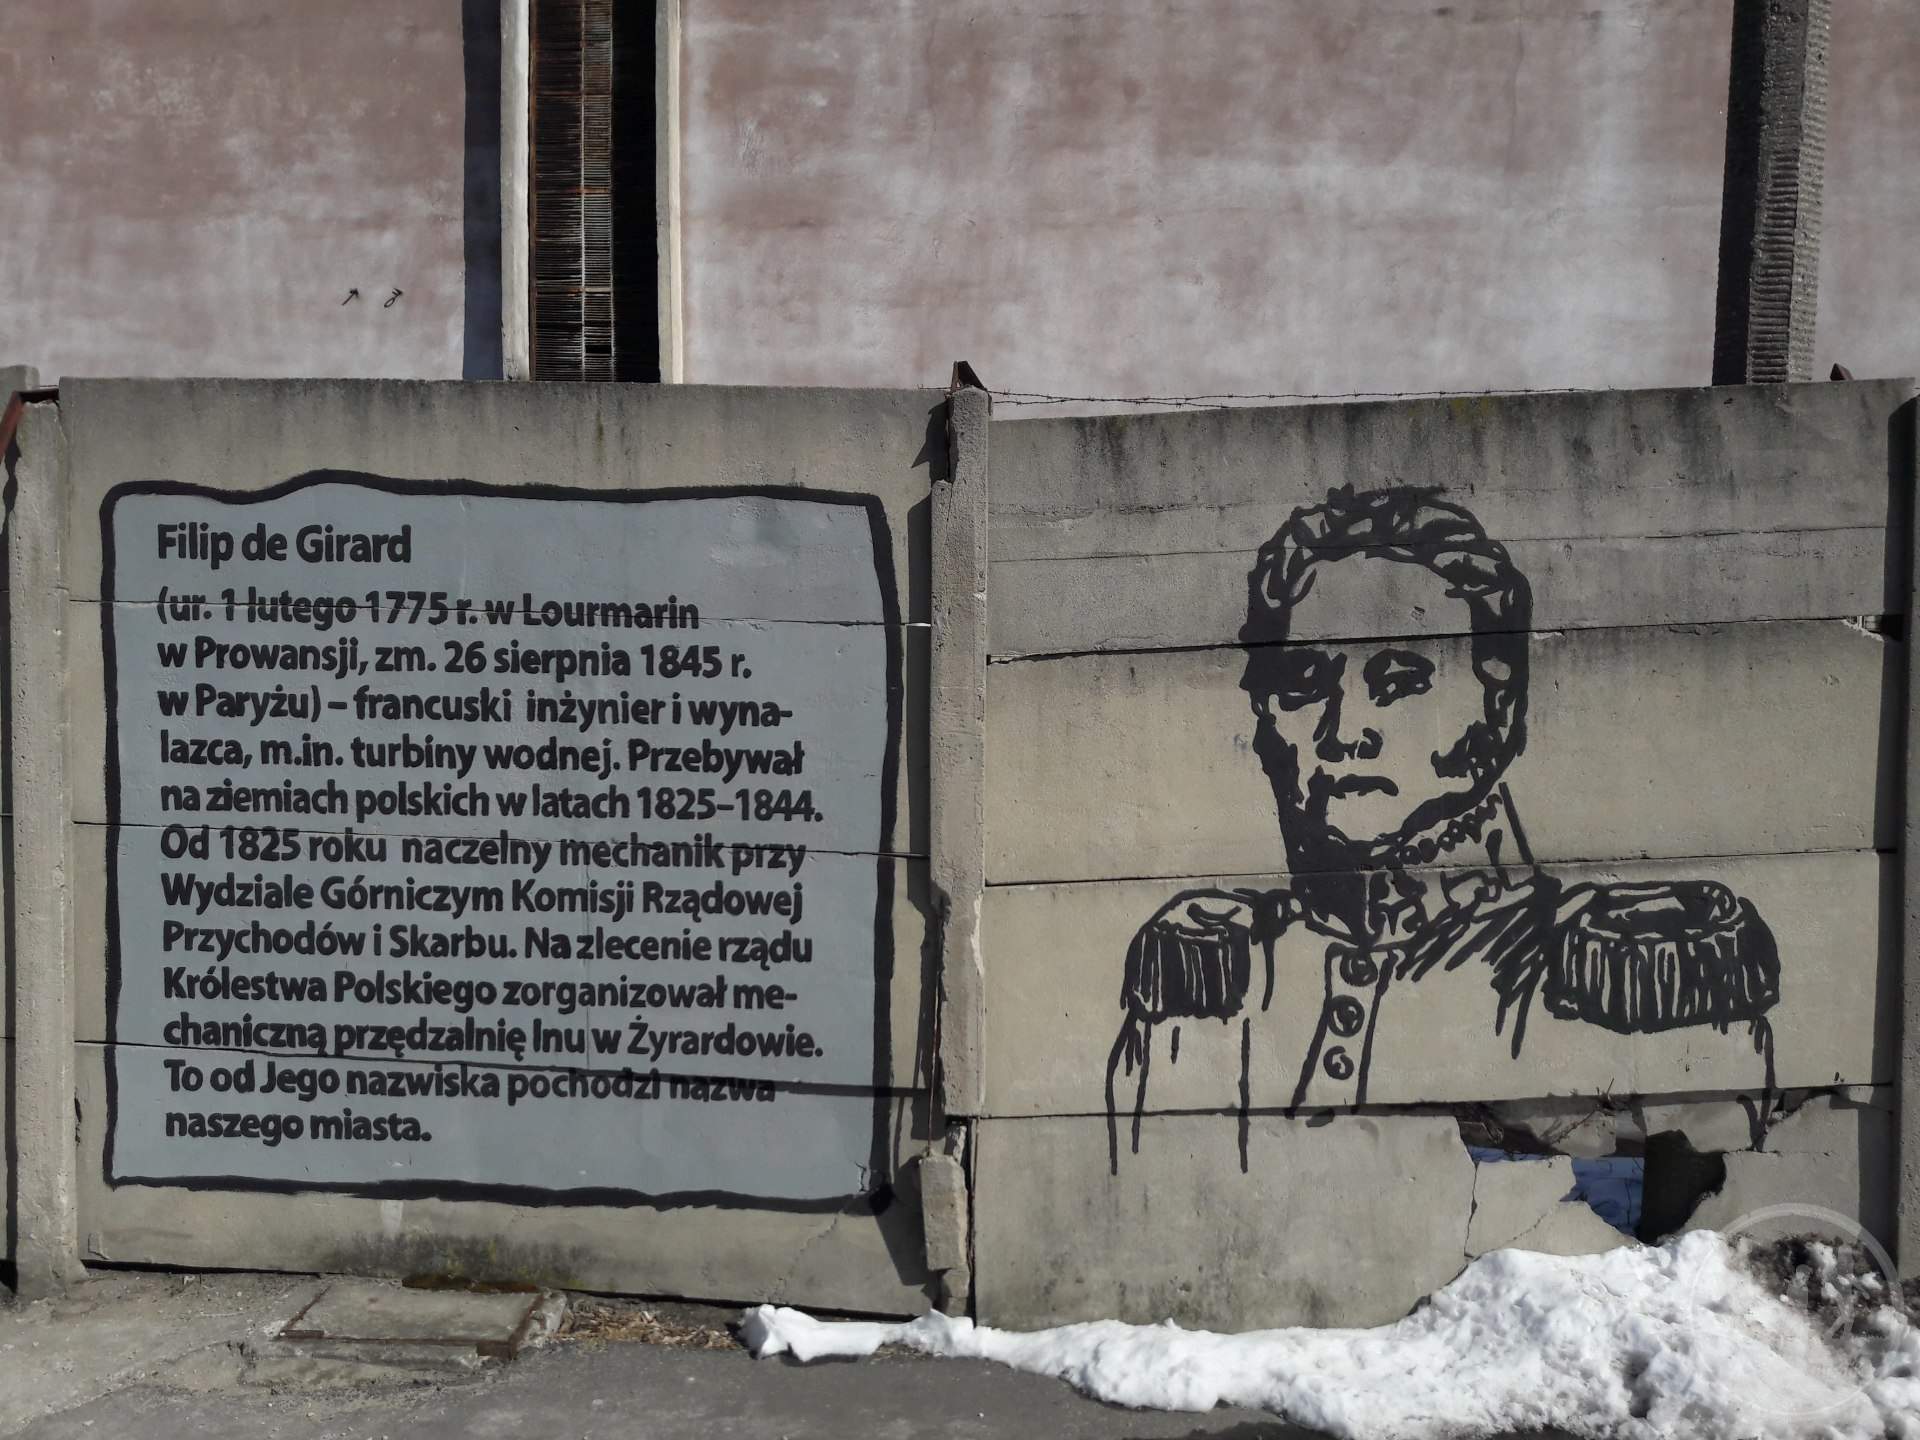 Filip de Girard
(ur. 1 lutego 1775 r. w Lourmarin
w Prowansji, zm. 26 sierpnia 1845 r.
w Paryżu) – francuski inżynier i wyna-
lazca, m.in. turbiny wodnej. Przebywał
na ziemiach polskich w latach 1825–1844.
Od 1825 roku naczelny mechanik przy
Wydziale Górniczym Komisji Rządowej
Przychodów i Skarbu. Na zlecenie rządu
Królestwa Polskiego zorganizował me-
chaniczną przędzalnię lnu w Żyrardowie.
To od Jego nazwiska pochodzi nazwa
naszego miasta.